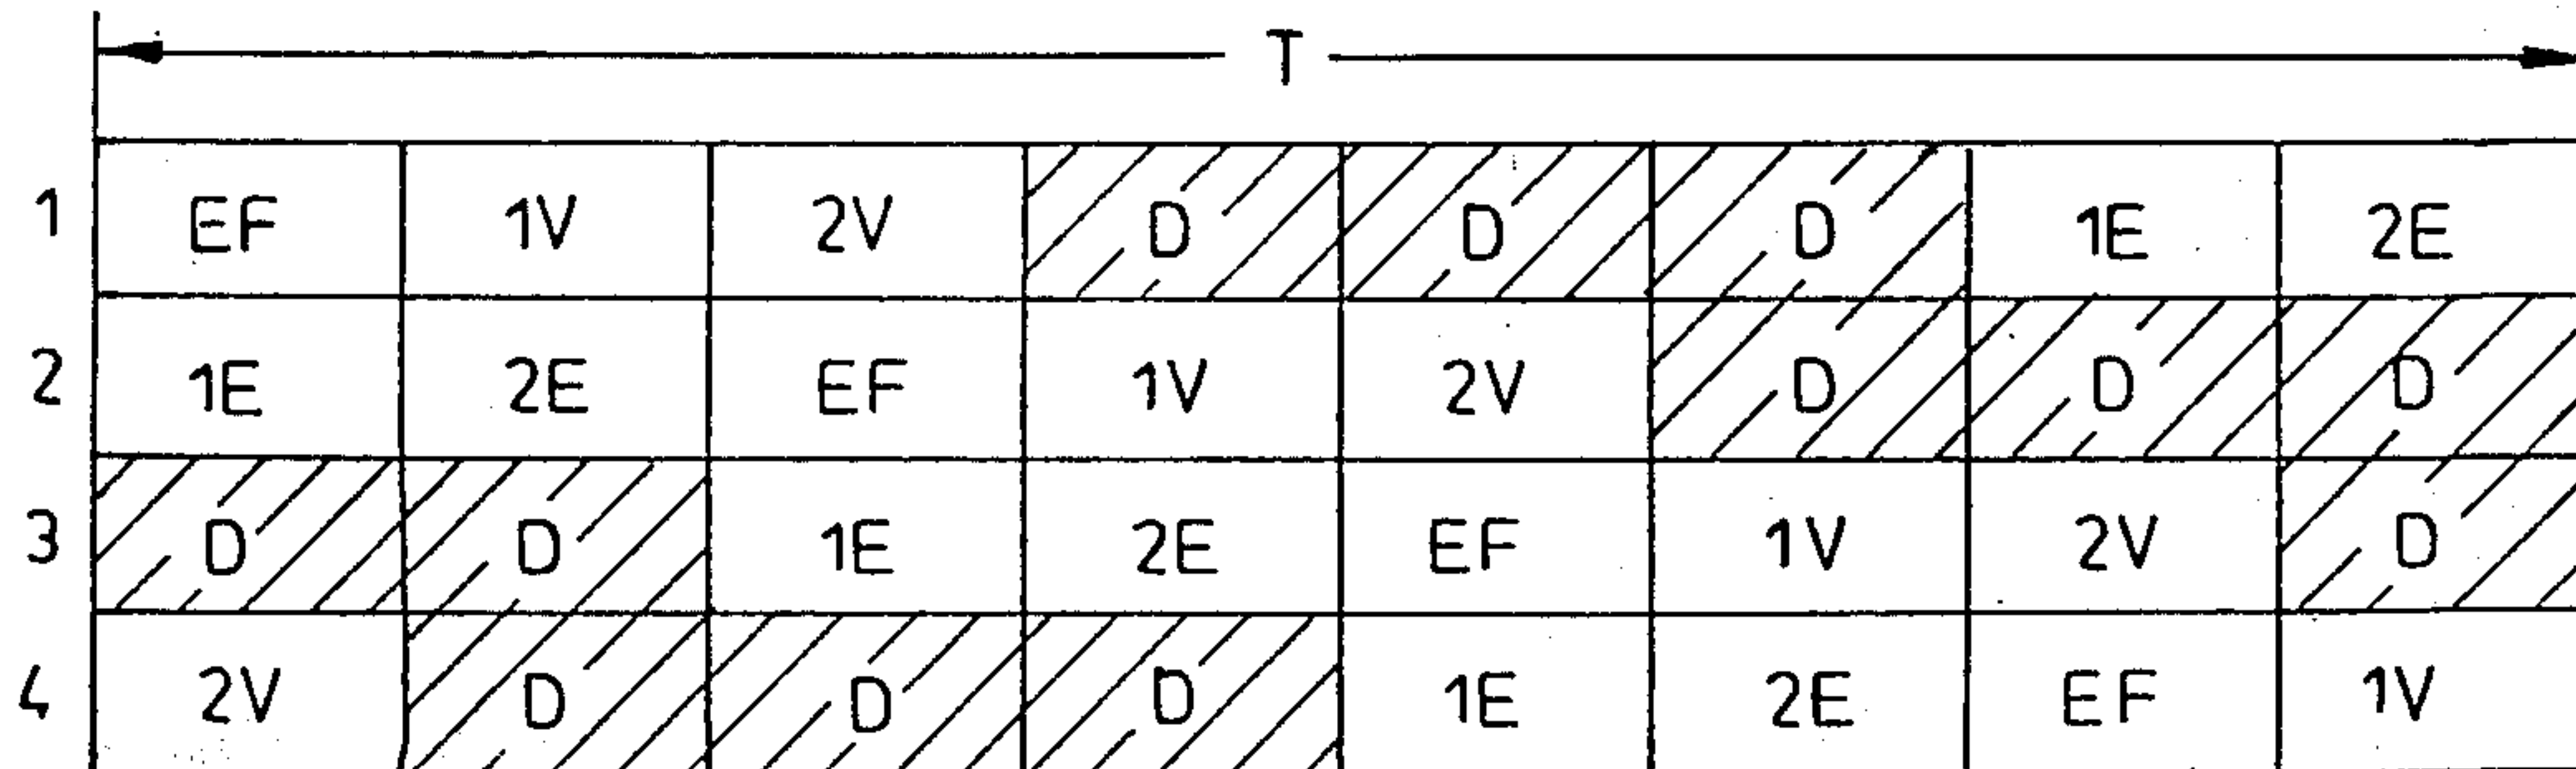 T
1 EF 1V 2V D D D 1E 2E
2 1E 2E EF 1V 2V D D D
3 D D 1E 2E EF 1V 2V D
4 2V D D D 1E 2E EF 1V